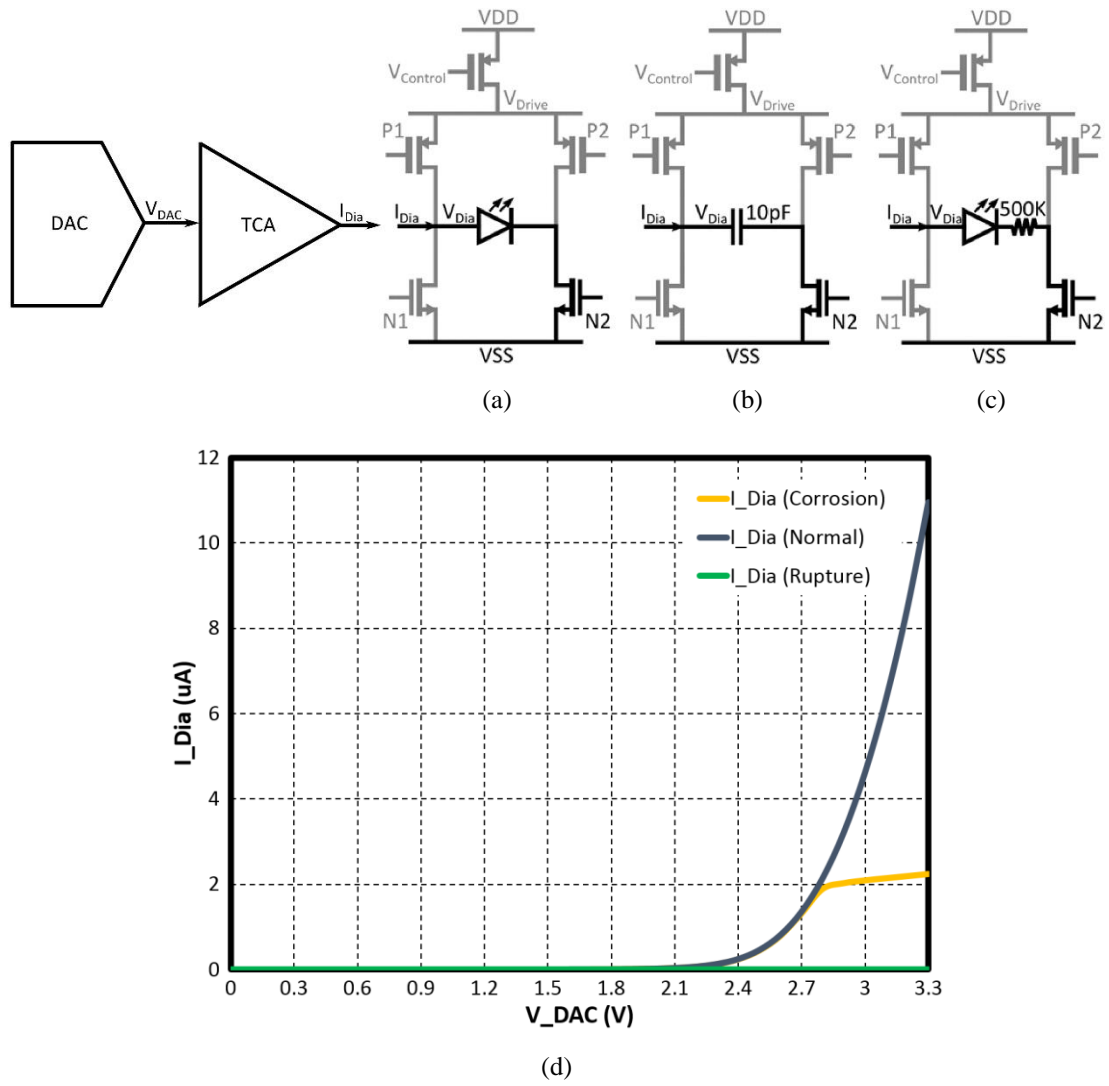 VDD VDD VDD
V_Control V_Control V_Control
V_Drive V_Drive V_Drive
P1 P2 P1 P2 P1 P2
DAC V_DAC TCA I_Dia I_Dia V_Dia I_Dia V_Dia 10pF I_Dia V_Dia 500K
N1 N2 N1 N2 N1 N2
VSS VSS VSS
(a) (b) (c)
12
10
8
6
4
2
0
I_Dia (uA)
I_Dia (Corrosion)
I_Dia (Normal)
I_Dia (Rupture)
0 0.3 0.6 0.9 1.2 1.5 1.8 2.1 2.4 2.7 3 3.3
V_DAC (V)
(d)